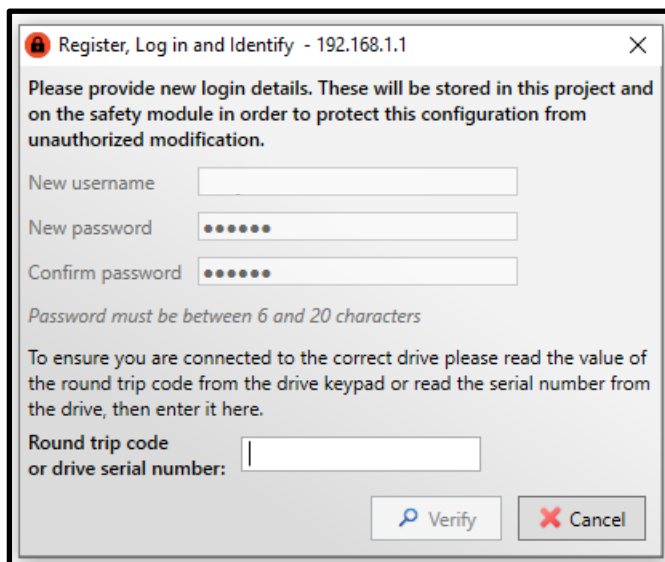 Register, Log in and Identify - 192.168.1.1
Please provide new login details. These will be stored in this project and
on the safety module in order to protect this configuration from
unauthorized modification.
New username
New password ●●●●●●
Confirm password ●●●●●●
Password must be between 6 and 20 characters
To ensure you are connected to the correct drive please read the value of
the round trip code from the drive keypad or read the serial number from
the drive, then enter it here.
Round trip code
or drive serial number:
Verify Cancel